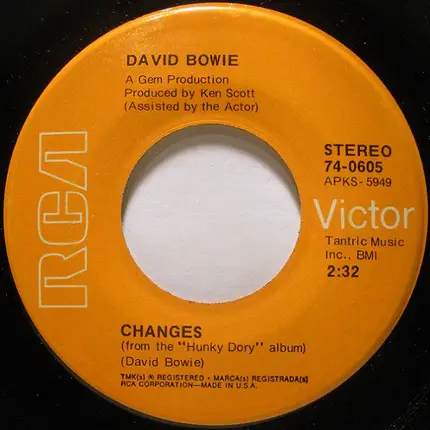 DAVID BOWIE
A Gem Production
Produced by Ken Scott
(Assisted by the Actor)
RCA
STEREO
74-0605
APKS-5949
Victor
Tantric Music
Inc., BMI
2:32
CHANGES
(from the "Hunky Dory" album)
(David Bowie)
TMK(s) ® REGISTERED • MARCA(s) REGISTRADA(s)
RCA CORPORATION—MADE IN U.S.A.